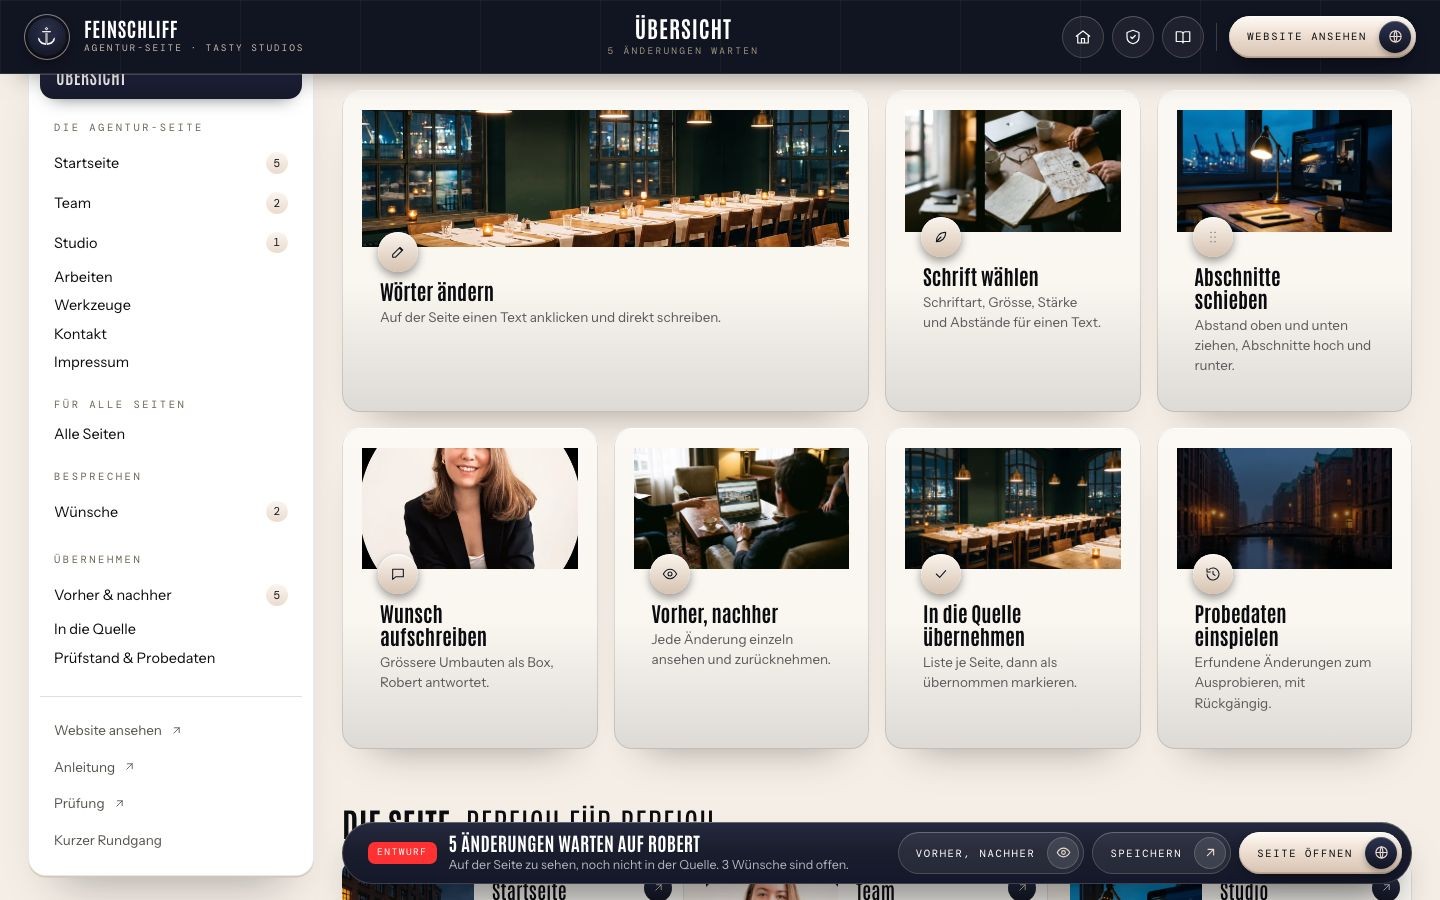 FEINSCHLIFF
AGENTUR-SEITE · TASTY STUDIOS
ÜBERSICHT
5 ÄNDERUNGEN WARTEN
WEBSITE ANSEHEN
ÜBERSICHT
DIE AGENTUR-SEITE
Startseite 5
Team 2
Studio 1
Arbeiten
Werkzeuge
Kontakt
Impressum
FÜR ALLE SEITEN
Alle Seiten
BESPRECHEN
Wünsche 2
ÜBERNEHMEN
Vorher & nachher 5
In die Quelle
Prüfstand & Probedaten
Website ansehen
Anleitung
Prüfung
Kurzer Rundgang
Wörter ändern
Auf der Seite einen Text anklicken und direkt schreiben.
Schrift wählen
Schriftart, Grösse, Stärke
und Abstände für einen Text.
Abschnitte
schieben
Abstand oben und unten
ziehen, Abschnitte hoch und
runter.
Wunsch
aufschreiben
Grössere Umbauten als Box,
Robert antwortet.
Vorher, nachher
Jede Änderung einzeln
ansehen und zurücknehmen.
In die Quelle
übernehmen
Liste je Seite, dann als
übernommen markieren.
Probedaten
einspielen
Erfundene Änderungen zum
Ausprobieren, mit
Rückgängig.
DIE SEITE, BEREICH FÜR BEREICH
ENTWURF
5 ÄNDERUNGEN WARTEN AUF ROBERT
Auf der Seite zu sehen, noch nicht in der Quelle. 3 Wünsche sind offen.
VORHER, NACHHER
SPEICHERN
SEITE ÖFFNEN
Startseite
Team
Studio